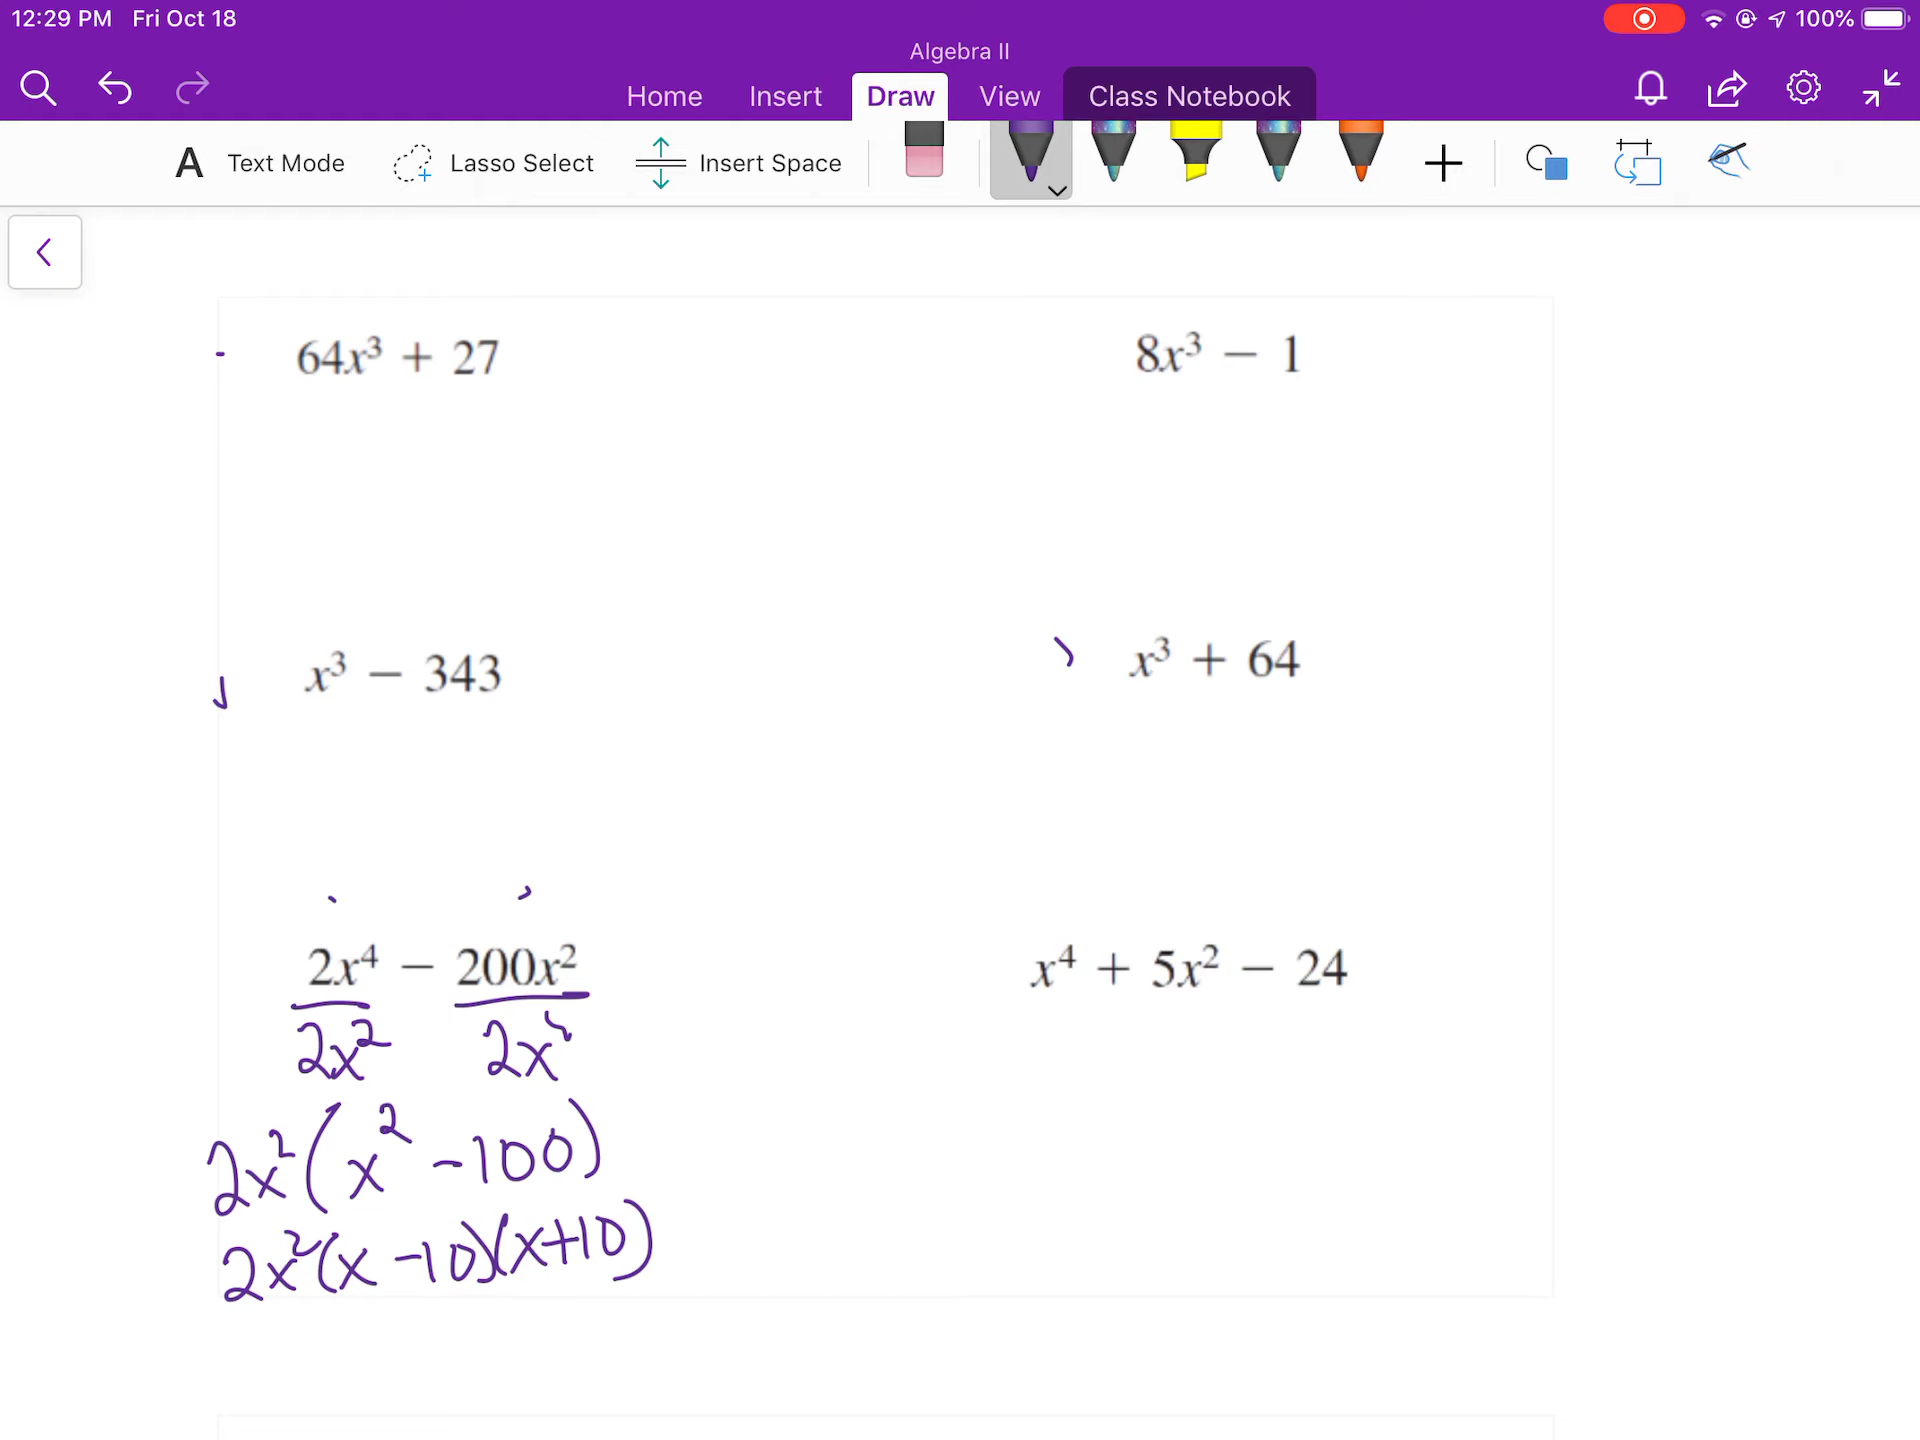 12:29 PM Fri Oct 18
100%
Algebra II
Home Insert Draw View Class Notebook
A Text Mode Lasso Select Insert Space
64x³ + 27
8x³ − 1
x³ − 343
x³ + 64
2x⁴ − 200x²
x⁴ + 5x² − 24
2x² 2x
2x²(x² -100)
2x²(x -10)(x+10)